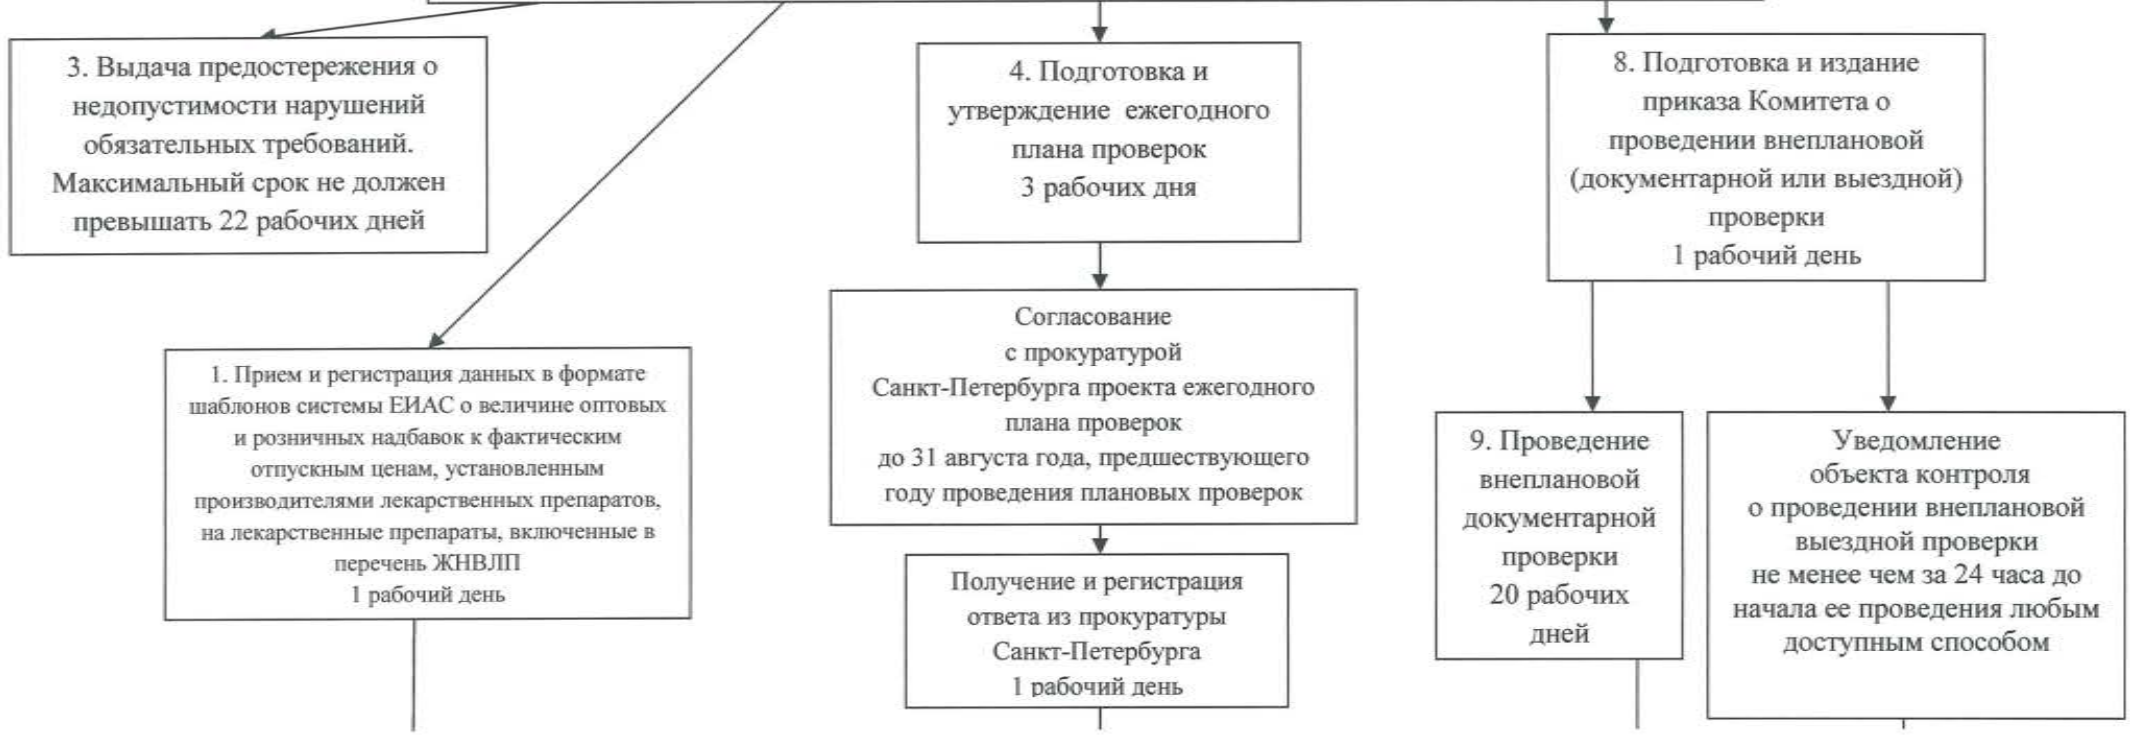 3. Выдача предостережения о
недопустимости нарушений
обязательных требований.
Максимальный срок не должен
превышать 22 рабочих дней
4. Подготовка и
утверждение ежегодного
плана проверок
3 рабочих дня
8. Подготовка и издание
приказа Комитета о
проведении внеплановой
(документарной или выездной)
проверки
1 рабочий день
1. Прием и регистрация данных в формате
шаблонов системы ЕИАС о величине оптовых
и розничных надбавок к фактическим
отпускным ценам, установленным
производителями лекарственных препаратов,
на лекарственные препараты, включенные в
перечень ЖНВЛП
1 рабочий день
Согласование
с прокуратурой
Санкт-Петербурга проекта ежегодного
плана проверок
до 31 августа года, предшествующего
году проведения плановых проверок
Получение и регистрация
ответа из прокуратуры
Санкт-Петербурга
1 рабочий день
9. Проведение
внеплановой
документарной
проверки
20 рабочих
дней
Уведомление
объекта контроля
о проведении внеплановой
выездной проверки
не менее чем за 24 часа до
начала ее проведения любым
доступным способом